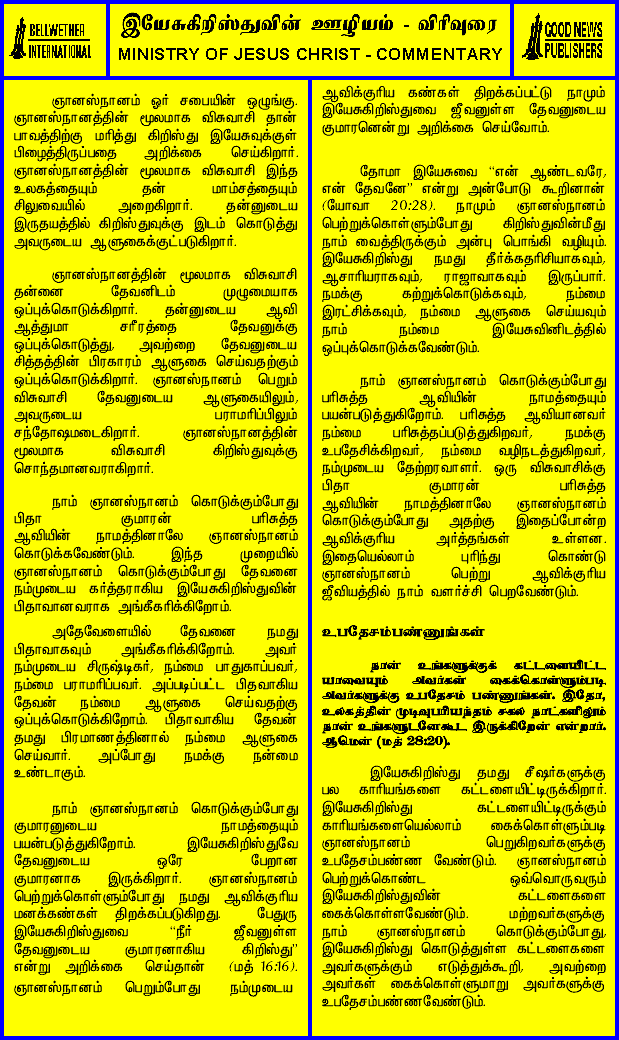 BELLWETHER
INTERNATIONAL
இயேசுகிறிஸ்துவின் ஊழியம் - விரிவுரை
MINISTRY OF JESUS CHRIST - COMMENTARY
GOOD NEWS
PUBLISHERS
ஞானஸ்நானம் ஓர் சபையின் ஒழுங்கு.
ஞானஸ்நானத்தின் மூலமாக விசுவாசி தான்
பாவத்திற்கு மரித்து கிறிஸ்து இயேசுவுக்குள்
பிழைத்திருப்பதை அறிக்கை செய்கிறார்.
ஞானஸ்நானத்தின் மூலமாக விசுவாசி இந்த
உலகத்தையும் தன் மாம்சத்தையும்
சிலுவையில் அறைகிறார். தன்னுடைய
இருதயத்தில் கிறிஸ்துவுக்கு இடம் கொடுத்து
அவருடைய ஆளுகைக்குட்படுகிறார்.
ஞானஸ்நானத்தின் மூலமாக விசுவாசி
தன்னை தேவனிடம் முழுமையாக
ஒப்புக்கொடுக்கிறார். தன்னுடைய ஆவி
ஆத்துமா சரீரத்தை தேவனுக்கு
ஒப்புக்கொடுத்து, அவற்றை தேவனுடைய
சித்தத்தின் பிரகாரம் ஆளுகை செய்வதற்கும்
ஒப்புக்கொடுக்கிறார். ஞானஸ்நானம் பெறும்
விசுவாசி தேவனுடைய ஆளுகையிலும்,
அவருடைய பராமரிப்பிலும்
சந்தோஷமடைகிறார். ஞானஸ்நானத்தின்
மூலமாக விசுவாசி கிறிஸ்துவுக்கு
சொந்தமானவராகிறார்.
நாம் ஞானஸ்நானம் கொடுக்கும்போது
பிதா குமாரன் பரிசுத்த
ஆவியின் நாமத்தினாலே ஞானஸ்நானம்
கொடுக்கவேண்டும். இந்த முறையில்
ஞானஸ்நானம் கொடுக்கும்போது தேவனை
நம்முடைய கர்த்தராகிய இயேசுகிறிஸ்துவின்
பிதாவானவராக அங்கீகரிக்கிறோம்.
அதேவேளையில் தேவனை நமது
பிதாவாகவும் அங்கீகரிக்கிறோம். அவர்
நம்முடைய சிருஷ்டிகர், நம்மை பாதுகாப்பவர்,
நம்மை பராமரிப்பவர். அப்படிப்பட்ட பிதவாகிய
தேவன் நம்மை ஆளுகை செய்வதற்கு
ஒப்புக்கொடுக்கிறோம். பிதாவாகிய தேவன்
தமது பிரமாணத்தினால் நம்மை ஆளுகை
செய்வார். அப்போது நமக்கு நன்மை
உண்டாகும்.
நாம் ஞானஸ்நானம் கொடுக்கும்போது
குமாரனுடைய நாமத்தையும்
பயன்படுத்துகிறோம். இயேசுகிறிஸ்துவே
தேவனுடைய ஒரே பேறான
குமாரனாக இருக்கிறார். ஞானஸ்நானம்
பெற்றுக்கொள்ளும்போது நமது ஆவிக்குரிய
மனக்கண்கள் திறக்கப்படுகிறது. பேதுரு
இயேசுகிறிஸ்துவை "நீர் ஜீவனுள்ள
தேவனுடைய குமாரனாகிய கிறிஸ்து"
என்று அறிக்கை செய்தான் (மத் 16:16).
ஞானஸ்நானம் பெறும்போது நம்முடைய
ஆவிக்குரிய கண்கள் திறக்கப்பட்டு நாமும்
இயேசுகிறிஸ்துவை ஜீவனுள்ள தேவனுடைய
குமாரனென்று அறிக்கை செய்வோம்.
தோமா இயேசுவை "என் ஆண்டவரே,
என் தேவனே" என்று அன்போடு கூறினான்
(யோவா 20:28). நாமும் ஞானஸ்நானம்
பெற்றுக்கொள்ளும்போது கிறிஸ்துவின்மீது
நாம் வைத்திருக்கும் அன்பு பொங்கி வழியும்.
இயேசுகிறிஸ்து நமது தீர்க்கதரிசியாகவும்,
ஆசாரியராகவும், ராஜாவாகவும் இருப்பார்.
நமக்கு கற்றுக்கொடுக்கவும், நம்மை
இரட்சிக்கவும், நம்மை ஆளுகை செய்யவும்
நாம் நம்மை இயேசுவினிடத்தில்
ஒப்புக்கொடுக்கவேண்டும்.
நாம் ஞானஸ்நானம் கொடுக்கும்போது
பரிசுத்த ஆவியின் நாமத்தையும்
பயன்படுத்துகிறோம். பரிசுத்த ஆவியானவர்
நம்மை பரிசுத்தப்படுத்துகிறவர், நமக்கு
உபதேசிக்கிறவர், நம்மை வழிநடத்துகிறவர்,
நம்முடைய தேற்றரவாளர். ஒரு விசுவாசிக்கு
பிதா குமாரன் பரிசுத்த
ஆவியின் நாமத்தினாலே ஞானஸ்நானம்
கொடுக்கும்போது அதற்கு இதைப்போன்ற
ஆவிக்குரிய அர்த்தங்கள் உள்ளன.
இதையெல்லாம் புரிந்து கொண்டு
ஞானஸ்நானம் பெற்று ஆவிக்குரிய
ஜீவியத்தில் நாம் வளர்ச்சி பெறவேண்டும்.
உபதேசம்பண்ணுங்கள்
நான் உங்களுக்குக் கட்டளையிட்ட
யாவையும் அவர்கள் கைக்கொள்ளும்படி
அவர்களுக்கு உபதேசம் பண்ணுங்கள். இதோ,
உலகத்தின் முடிவுபரியந்தம் சகல நாட்களிலும்
நான் உங்களுடனேகூட இருக்கிறேன் என்றார்.
ஆமென் (மத் 28:20).
இயேசுகிறிஸ்து தமது சீஷர்களுக்கு
பல காரியங்களை கட்டளையிட்டிருக்கிறார்.
இயேசுகிறிஸ்து கட்டளையிட்டிருக்கும்
காரியங்களையெல்லாம் கைக்கொள்ளும்படி
ஞானஸ்நானம் பெறுகிறவர்களுக்கு
உபதேசம்பண்ண வேண்டும். ஞானஸ்நானம்
பெற்றுக்கொண்ட ஒவ்வொருவரும்
இயேசுகிறிஸ்துவின் கட்டளைகளை
கைக்கொள்ளவேண்டும். மற்றவர்களுக்கு
நாம் ஞானஸ்நானம் கொடுக்கும்போது,
இயேசுகிறிஸ்து கொடுத்துள்ள கட்டளைகளை
அவர்களுக்கும் எடுத்துக்கூறி, அவற்றை
அவர்கள் கைக்கொள்ளுமாறு அவர்களுக்கு
உபதேசம்பண்ணவேண்டும்.